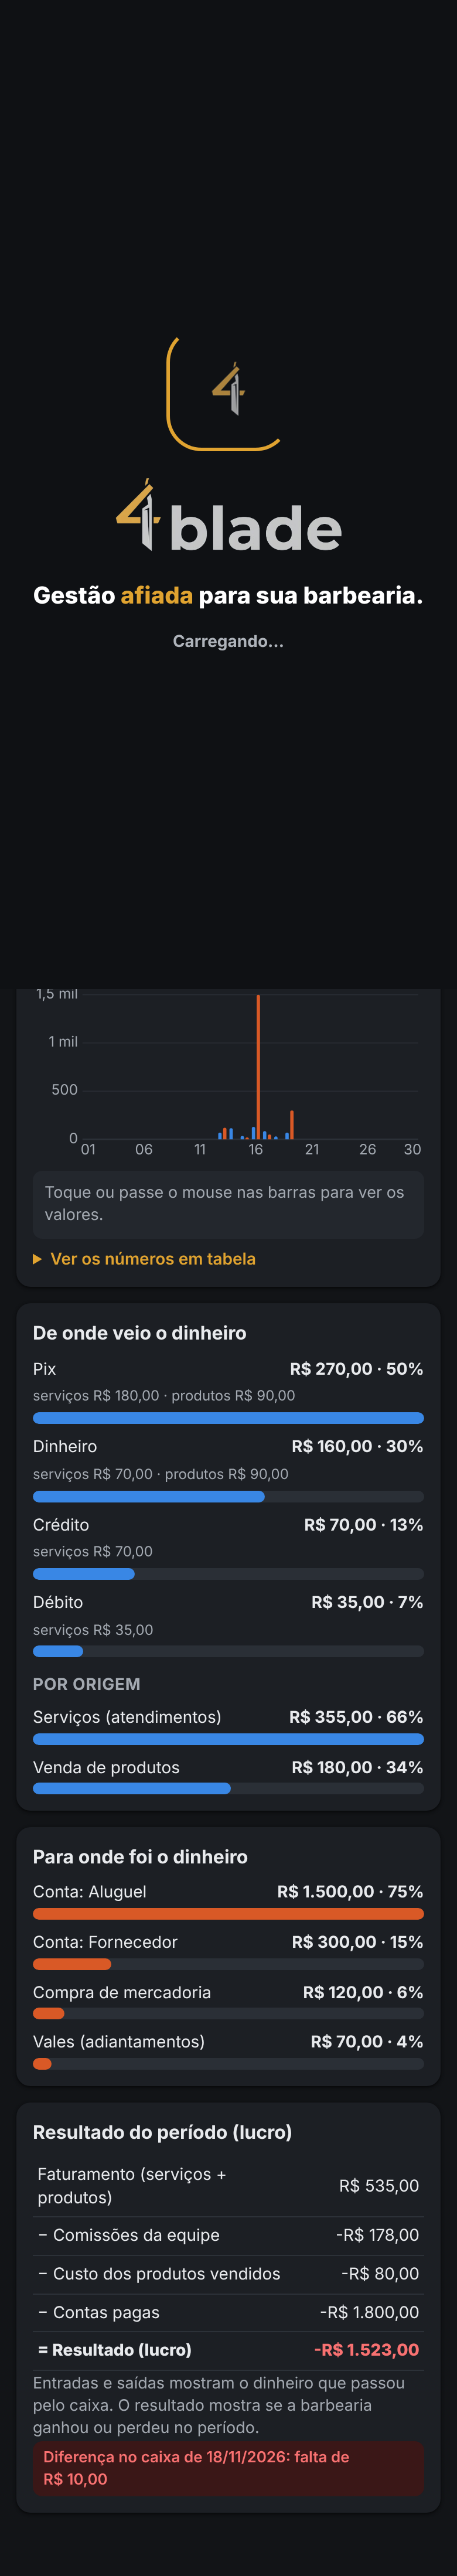 4
4blade
Gestão afiada para sua barbearia.
Carregando...
1,5 mil
1 mil
500
0
01 06 11 16 21 26 30
Toque ou passe o mouse nas barras para ver os
valores.
▶ Ver os números em tabela
De onde veio o dinheiro
Pix R$ 270,00 · 50%
serviços R$ 180,00 · produtos R$ 90,00
Dinheiro R$ 160,00 · 30%
serviços R$ 70,00 · produtos R$ 90,00
Crédito R$ 70,00 · 13%
serviços R$ 70,00
Débito R$ 35,00 · 7%
serviços R$ 35,00
POR ORIGEM
Serviços (atendimentos) R$ 355,00 · 66%
Venda de produtos R$ 180,00 · 34%
Para onde foi o dinheiro
Conta: Aluguel R$ 1.500,00 · 75%
Conta: Fornecedor R$ 300,00 · 15%
Compra de mercadoria R$ 120,00 · 6%
Vales (adiantamentos) R$ 70,00 · 4%
Resultado do período (lucro)
Faturamento (serviços +
produtos) R$ 535,00
− Comissões da equipe -R$ 178,00
− Custo dos produtos vendidos -R$ 80,00
− Contas pagas -R$ 1.800,00
= Resultado (lucro) -R$ 1.523,00
Entradas e saídas mostram o dinheiro que passou
pelo caixa. O resultado mostra se a barbearia
ganhou ou perdeu no período.
Diferença no caixa de 18/11/2026: falta de
R$ 10,00